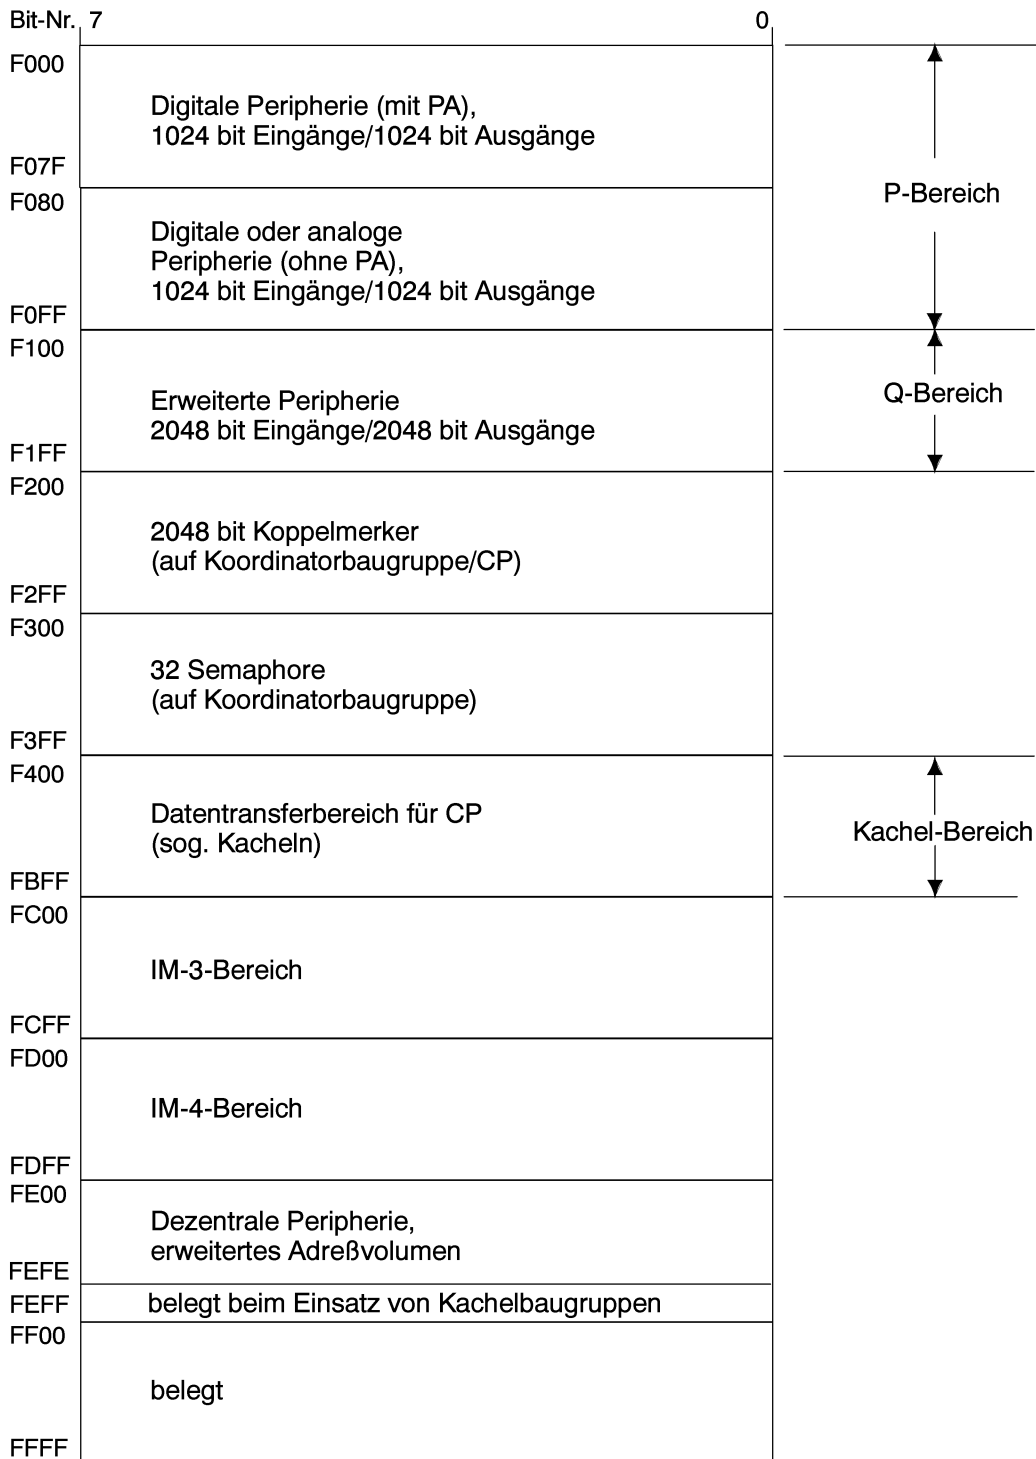 Bit-Nr. 7 0
F000
Digitale Peripherie (mit PA),
1024 bit Eingänge/1024 bit Ausgänge
F07F
F080
P-Bereich
Digitale oder analoge
Peripherie (ohne PA),
1024 bit Eingänge/1024 bit Ausgänge
F0FF
F100
Q-Bereich
Erweiterte Peripherie
2048 bit Eingänge/2048 bit Ausgänge
F1FF
F200
2048 bit Koppelmerker
(auf Koordinatorbaugruppe/CP)
F2FF
F300
32 Semaphore
(auf Koordinatorbaugruppe)
F3FF
F400
Datentransferbereich für CP
(sog. Kacheln)
Kachel-Bereich
FBFF
FC00
IM-3-Bereich
FCFF
FD00
IM-4-Bereich
FDFF
FE00
Dezentrale Peripherie,
erweitertes Adreßvolumen
FEFE
FEFF belegt beim Einsatz von Kachelbaugruppen
FF00
belegt
FFFF